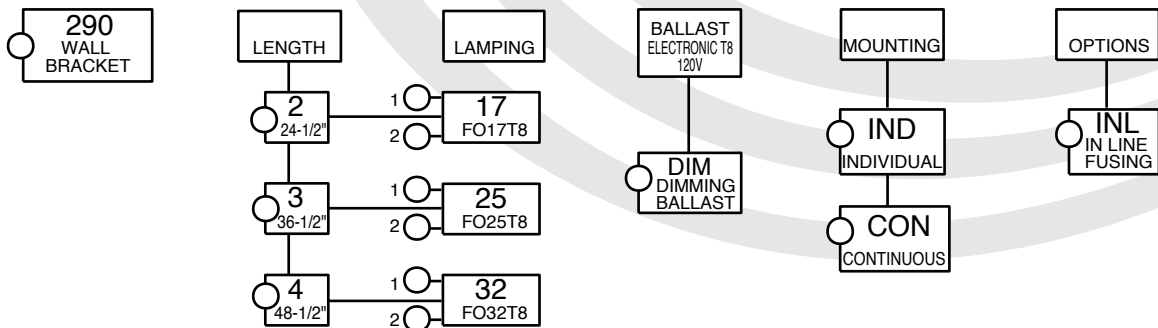 290
WALL
BRACKET
LENGTH
2
24-1/2"
3
36-1/2"
4
48-1/2"
LAMPING
1
2
17
FO17T8
1
2
25
FO25T8
1
2
32
FO32T8
BALLAST
ELECTRONIC T8
120V
DIM
DIMMING
BALLAST
MOUNTING
IND
INDIVIDUAL
CON
CONTINUOUS
OPTIONS
INL
IN LINE
FUSING